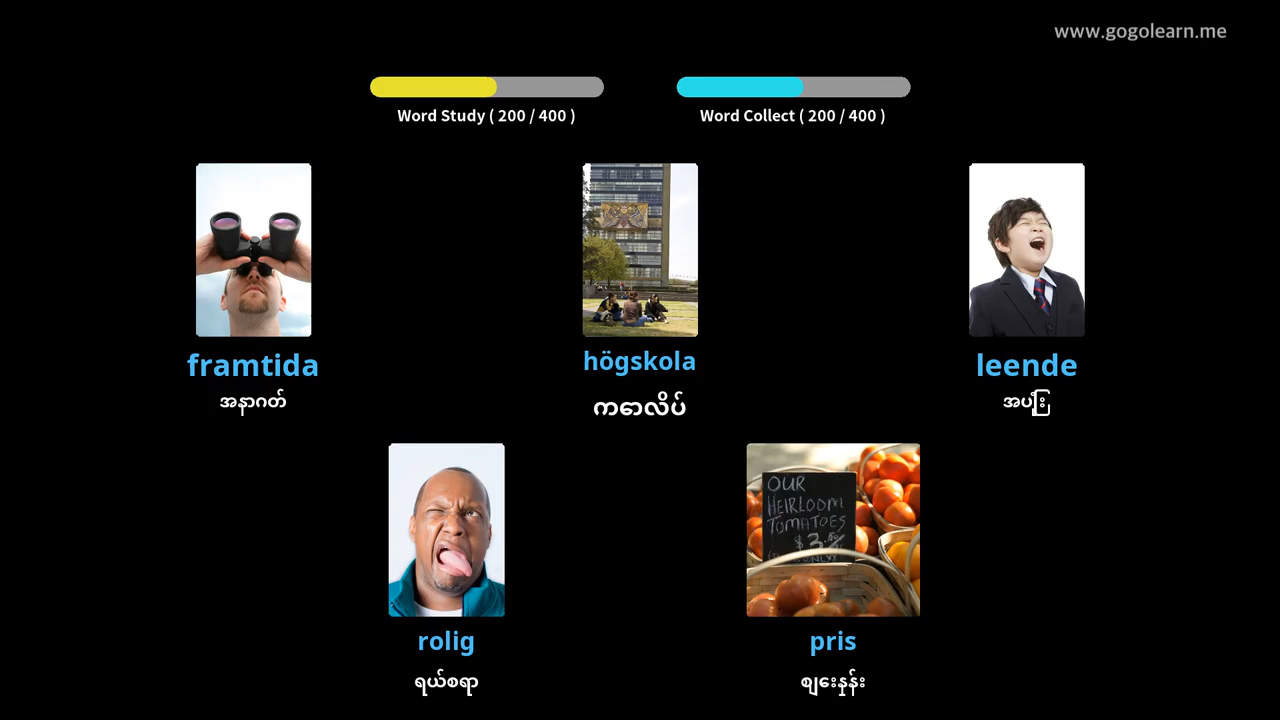 www.gogolearn.me
Word Study ( 200 / 400 )
Word Collect ( 200 / 400 )
framtida
högskola
leende
အနာဂတ်
ကောလိပ်
အပြုံး
OUR
HEIRLOOM
TOMATOES
rolig
pris
ရယ်စရာ
စျေးနှုန်း